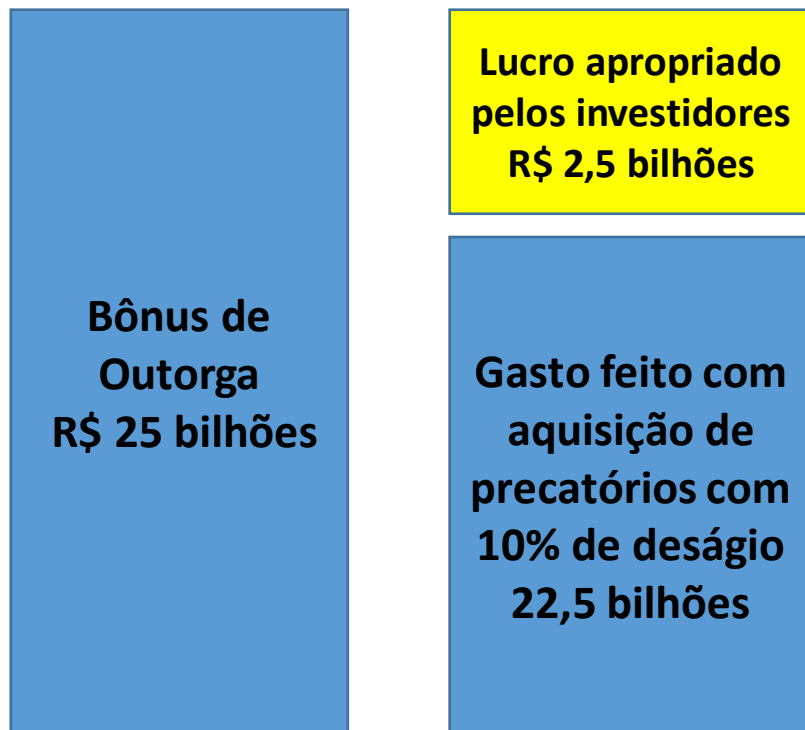 Bônus de
Outorga
R$ 25 bilhões
Lucro apropriado
pelos investidores
R$ 2,5 bilhões
Gasto feito com
aquisição de
precatórios com
10% de deságio
22,5 bilhões